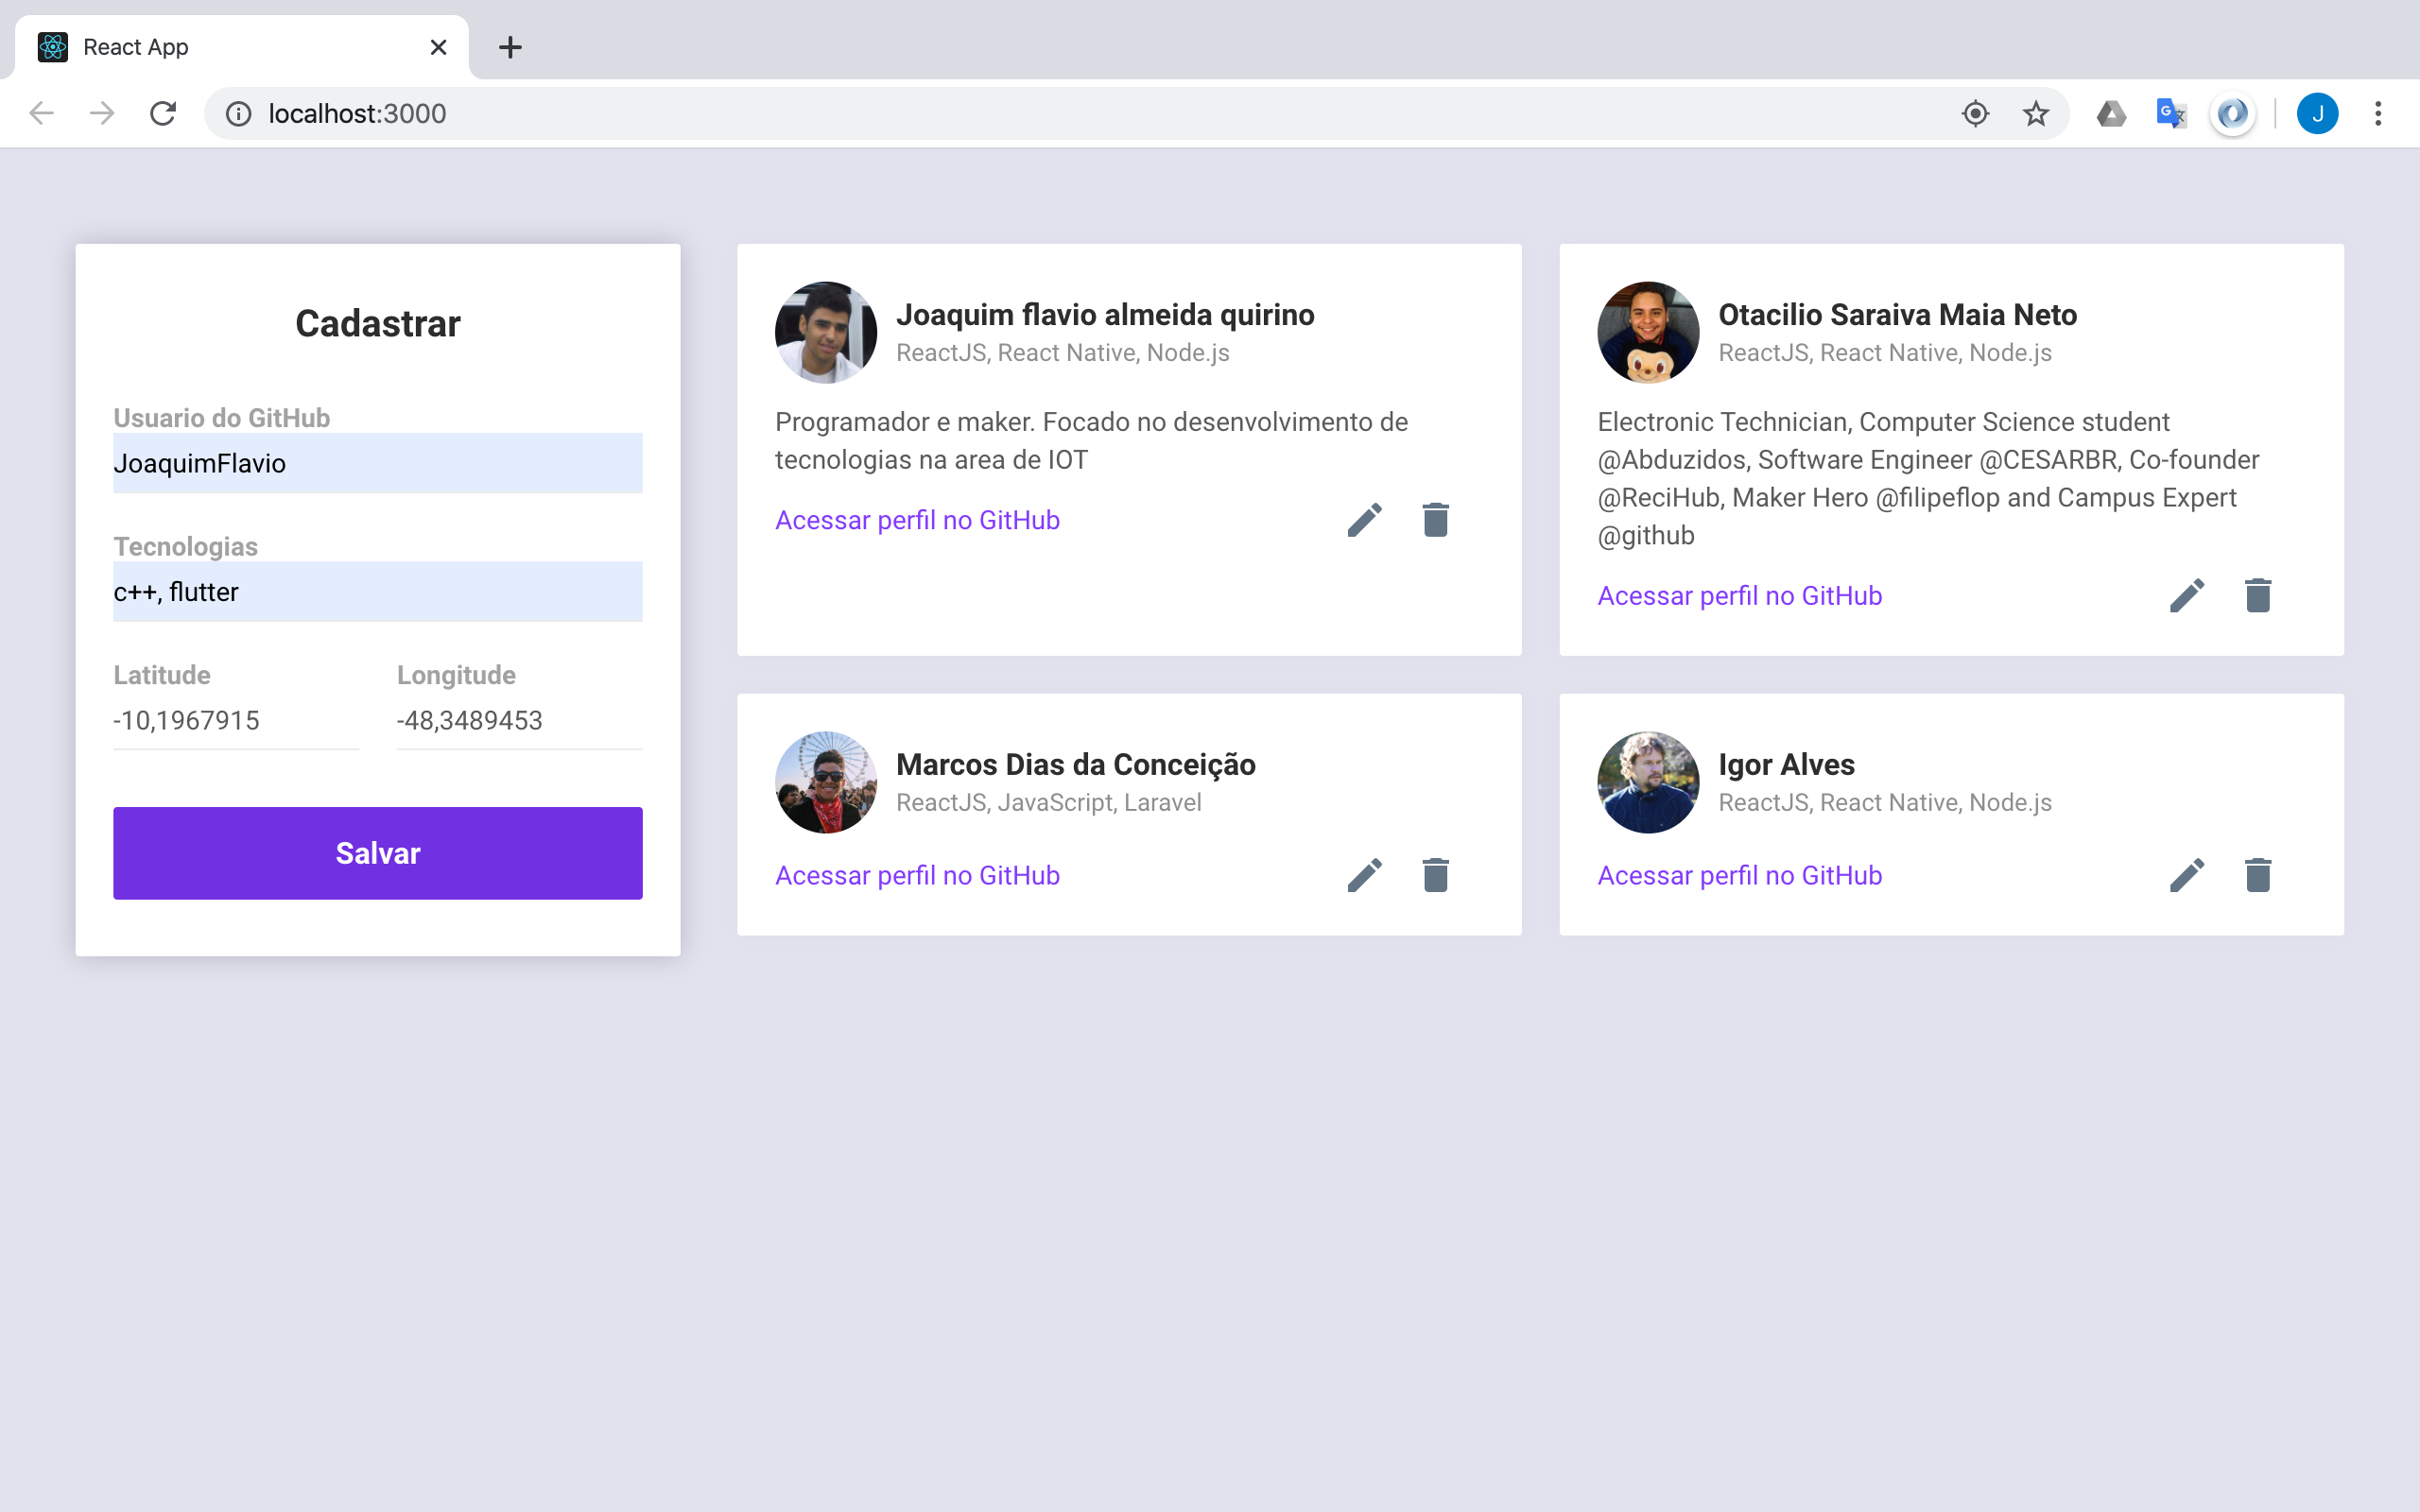 React App
localhost:3000
J
Cadastrar
Usuario do GitHub
JoaquimFlavio
Tecnologias
c++, flutter
Latitude
Longitude
-10,1967915
-48,3489453
Salvar
Joaquim flavio almeida quirino
ReactJS, React Native, Node.js
Programador e maker. Focado no desenvolvimento de
tecnologias na area de IOT
Acessar perfil no GitHub
Otacilio Saraiva Maia Neto
ReactJS, React Native, Node.js
Electronic Technician, Computer Science student
@Abduzidos, Software Engineer @CESARBR, Co-founder
@ReciHub, Maker Hero @filipeflop and Campus Expert
@github
Acessar perfil no GitHub
Marcos Dias da Conceição
ReactJS, JavaScript, Laravel
Acessar perfil no GitHub
Igor Alves
ReactJS, React Native, Node.js
Acessar perfil no GitHub